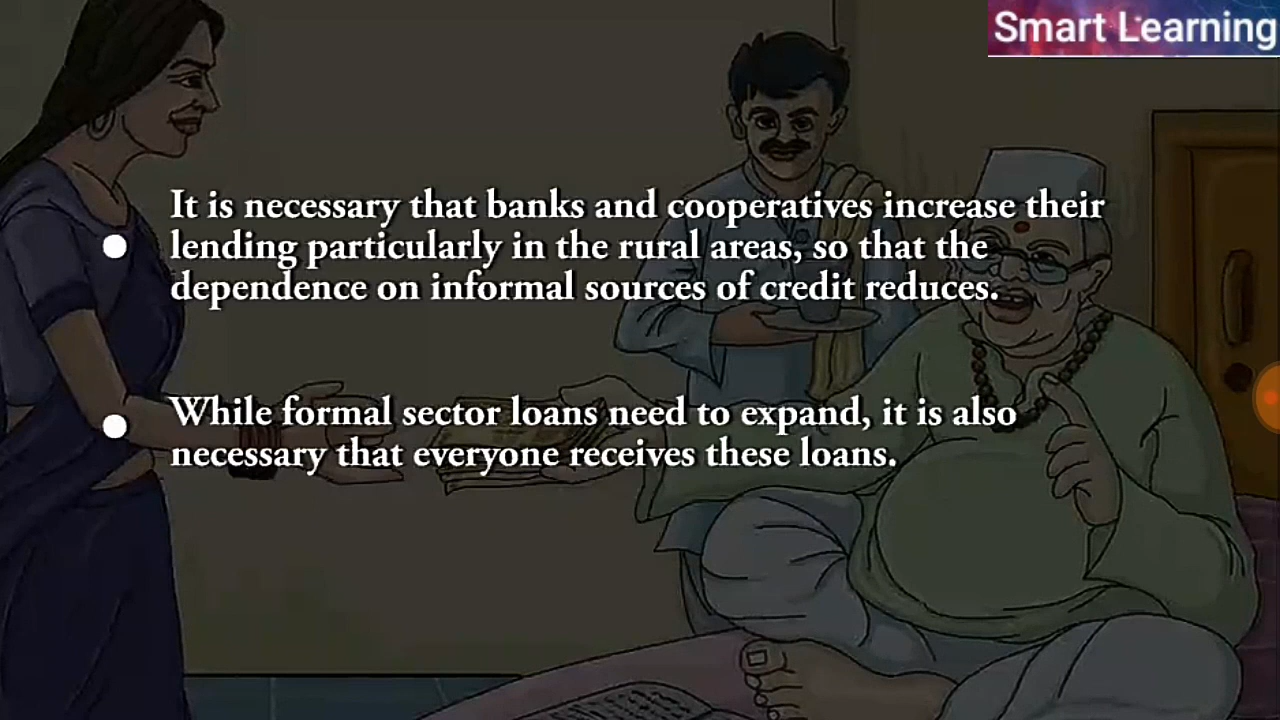 Smart Learning
It is necessary that banks and cooperatives increase their
lending particularly in the rural areas, so that the
dependence on informal sources of credit reduces.
While formal sector loans need to expand, it is also
necessary that everyone receives these loans.